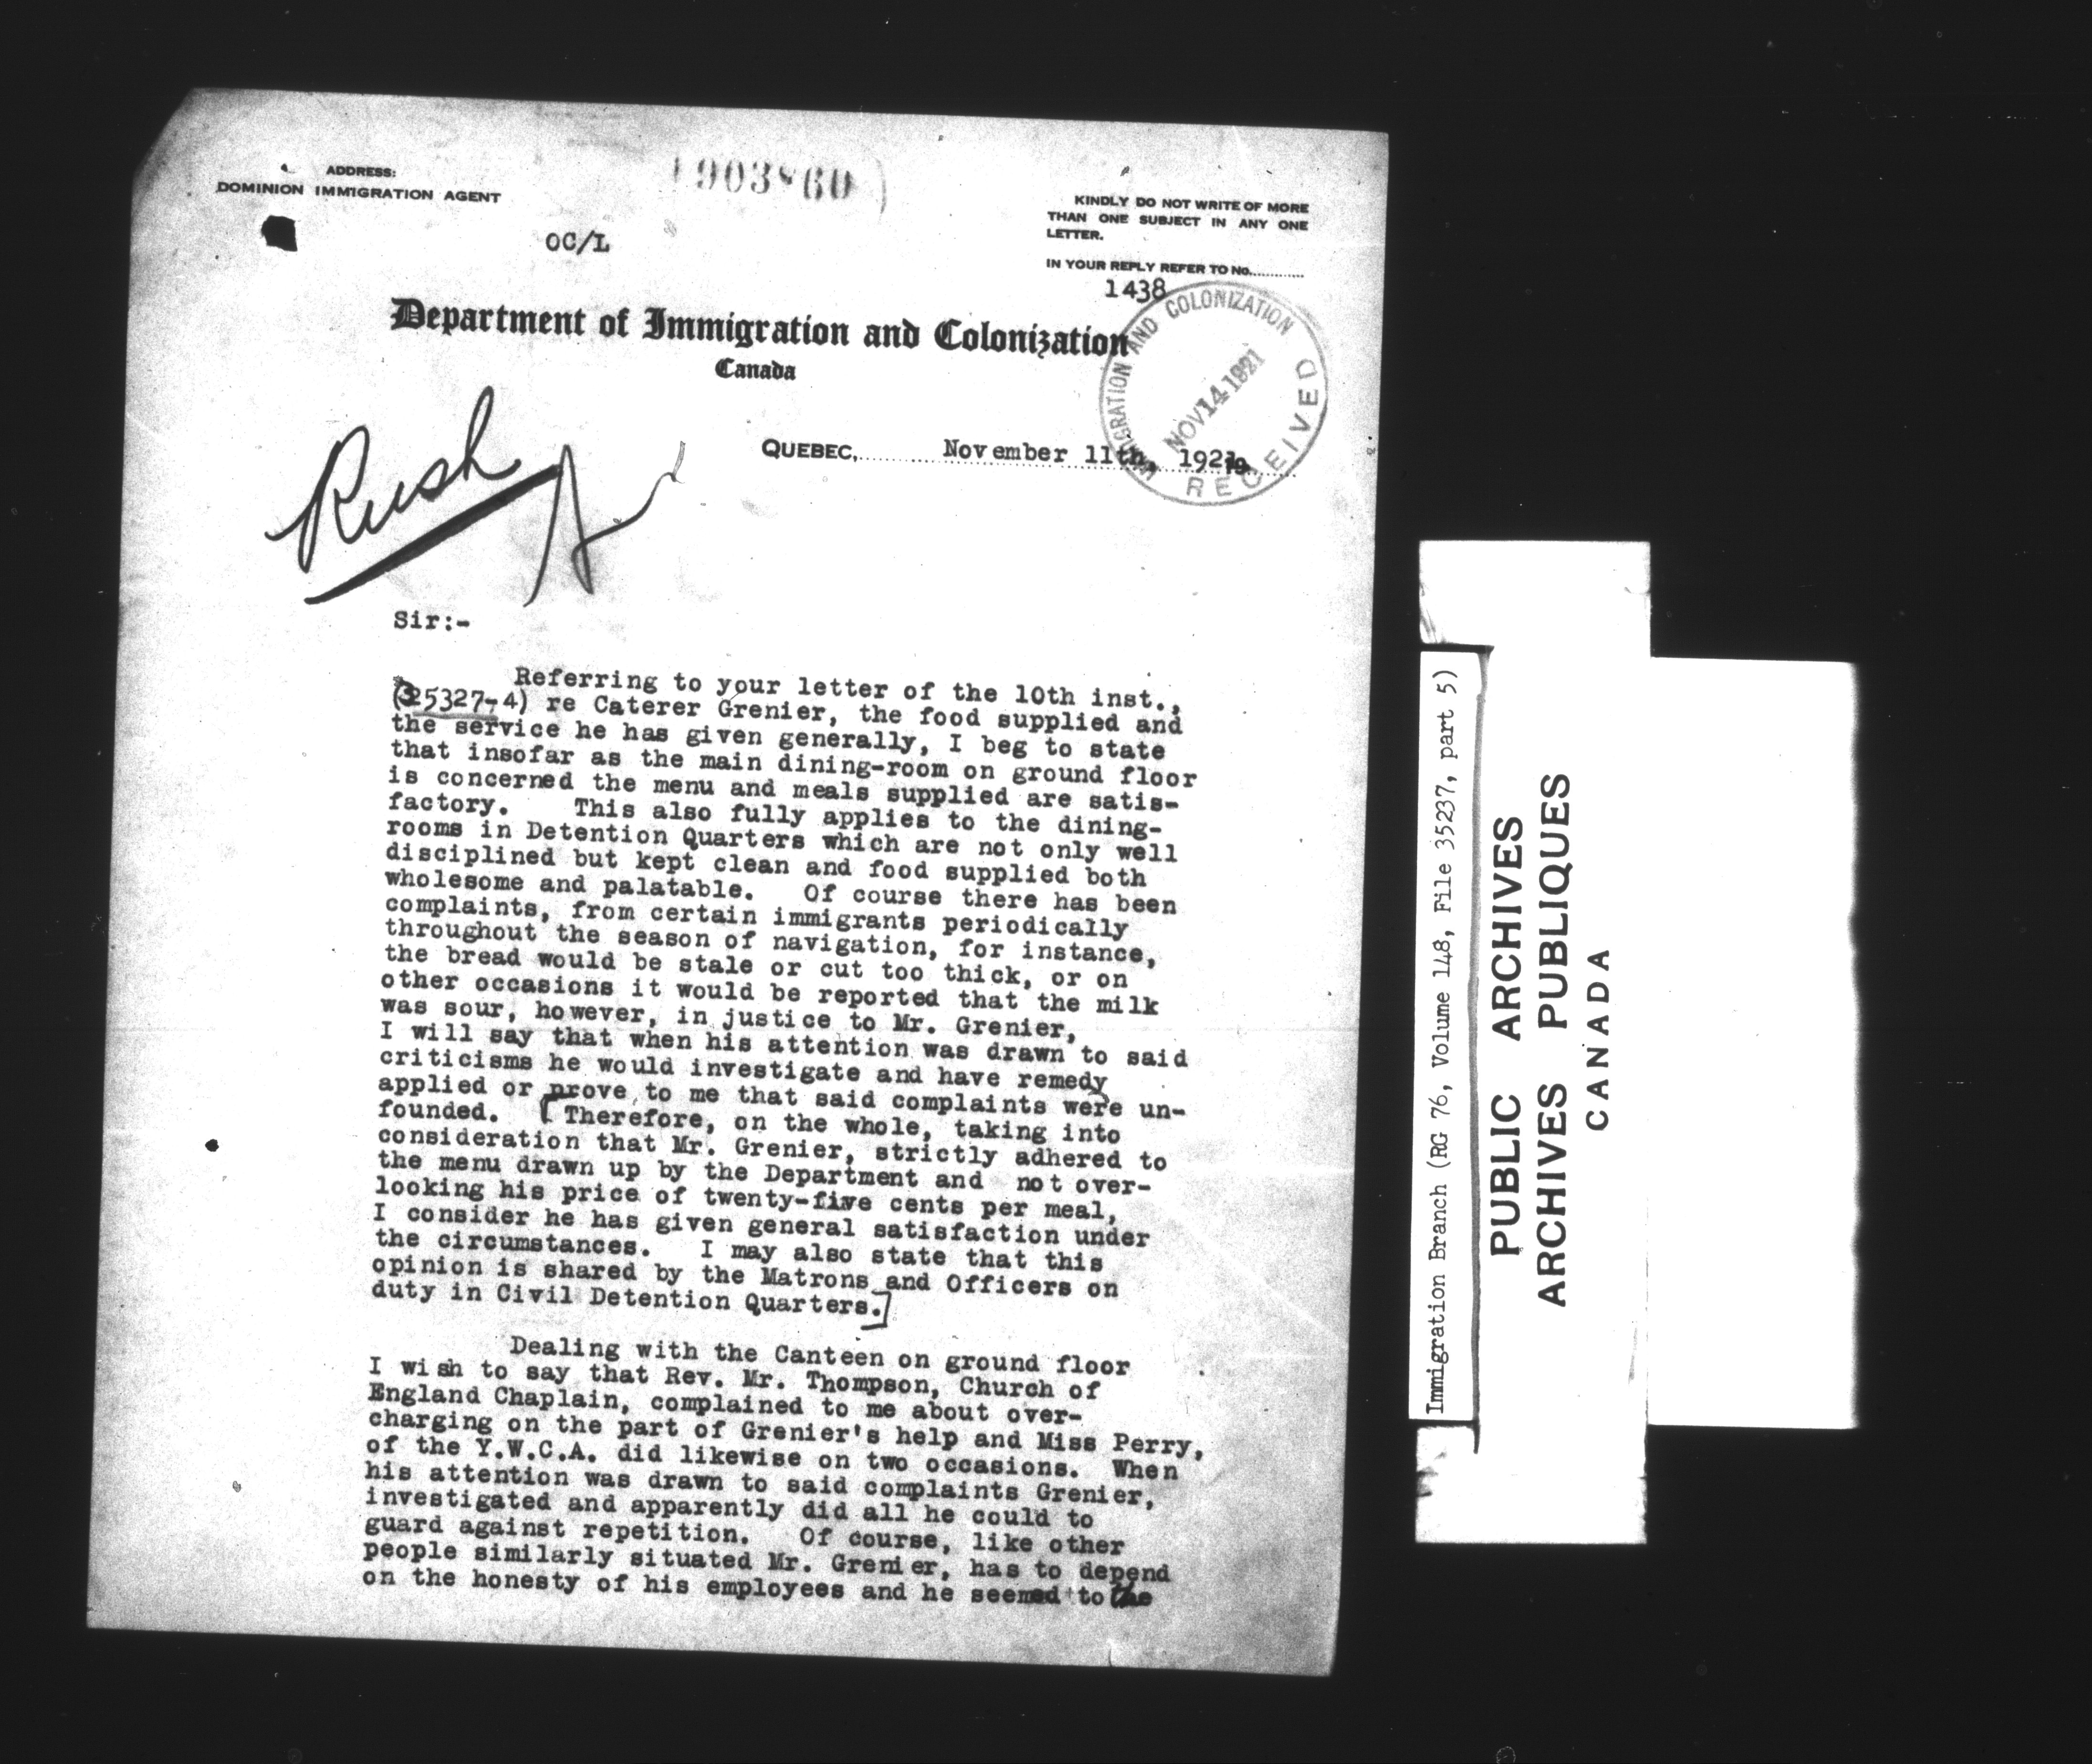 ADDRESS:
DOMINION IMMIGRATION AGENT
903860
OC/L
KINDLY DO NOT WRITE OF MORE
THAN ONE SUBJECT IN ANY ONE
LETTER.
IN YOUR REPLY REFER TO No.............
1438
Department of Immigration and Colonization
Canada
IMMIGRATION AND COLONIZATION
NOV 14 1921
RECEIVED
Rush
QUEBEC, November 11th, 1921
Sir:-
Referring to your letter of the 10th inst.,
(35327-4) re Caterer Grenier, the food supplied and
the service he has given generally, I beg to state
that insofar as the main dining-room on ground floor
is concerned the menu and meals supplied are satis-
factory. This also fully applies to the dining-
rooms in Detention Quarters which are not only well
disciplined but kept clean and food supplied both
wholesome and palatable. Of course there has been
complaints, from certain immigrants periodically
throughout the season of navigation, for instance,
the bread would be stale or cut too thick, or on
other occasions it would be reported that the milk
was sour, however, in justice to Mr. Grenier,
I will say that when his attention was drawn to said
criticisms he would investigate and have remedy
applied or prove to me that said complaints were un-
founded. [Therefore, on the whole, taking into
consideration that Mr. Grenier, strictly adhered to
the menu drawn up by the Department and not over-
looking his price of twenty-five cents per meal,
I consider he has given general satisfaction under
the circumstances. I may also state that this
opinion is shared by the Matrons and Officers on
duty in Civil Detention Quarters.]
Dealing with the Canteen on ground floor
I wish to say that Rev. Mr. Thompson, Church of
England Chaplain, complained to me about over-
charging on the part of Grenier's help and Miss Perry,
of the Y.W.C.A. did likewise on two occasions. When
his attention was drawn to said complaints Grenier,
investigated and apparently did all he could to
guard against repetition. Of course, like other
people similarly situated Mr. Grenier, has to depend
on the honesty of his employees and he seemed to
Immigration Branch (RG 76, Volume 148, File 35237, part 5)
PUBLIC ARCHIVES
ARCHIVES PUBLIQUES
CANADA